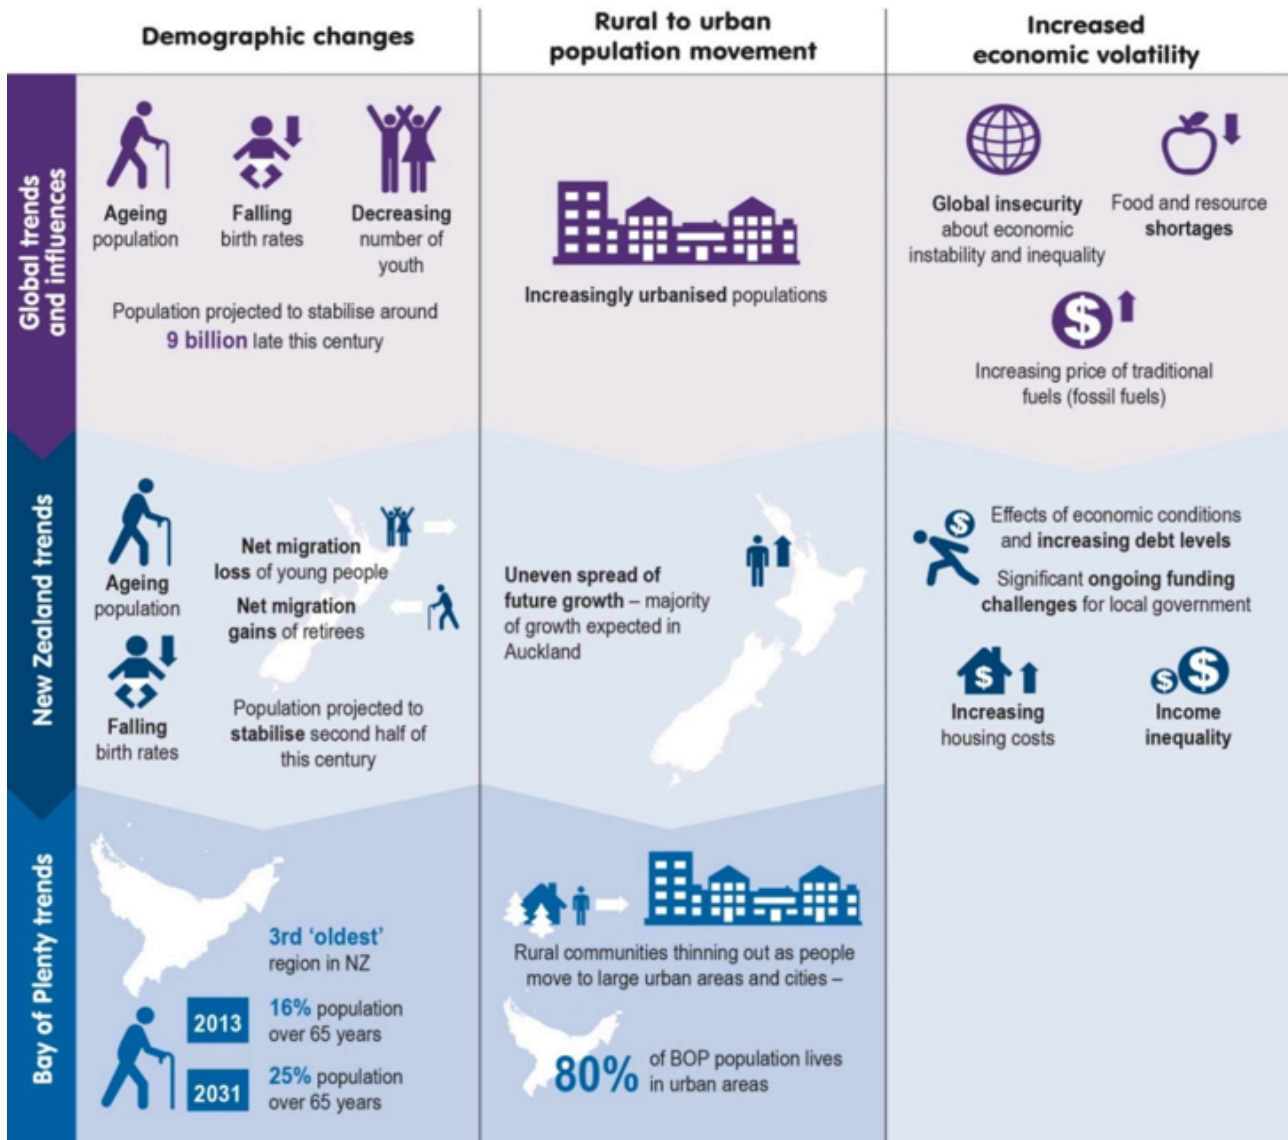 Demographic changes
Rural to urban
population movement
Increased
economic volatility
Global trends
and influences
Ageing
population
Falling
birth rates
Decreasing
number of
youth
Population projected to stabilise around
9 billion late this century
Increasingly urbanised populations
Global insecurity
about economic
instability and inequality
Food and resource
shortages
$
Increasing price of traditional
fuels (fossil fuels)
New Zealand trends
Ageing
population
Falling
birth rates
Net migration
loss of young people
Net migration
gains of retirees
Population projected to
stabilise second half of
this century
Uneven spread of
future growth – majority
of growth expected in
Auckland
$
Effects of economic conditions
and increasing debt levels
Significant ongoing funding
challenges for local government
$
Increasing
housing costs
$ $
Income
inequality
Bay of Plenty trends
3rd ‘oldest’
region in NZ
2013
16% population
over 65 years
2031
25% population
over 65 years
Rural communities thinning out as people
move to large urban areas and cities –
80%
of BOP population lives
in urban areas